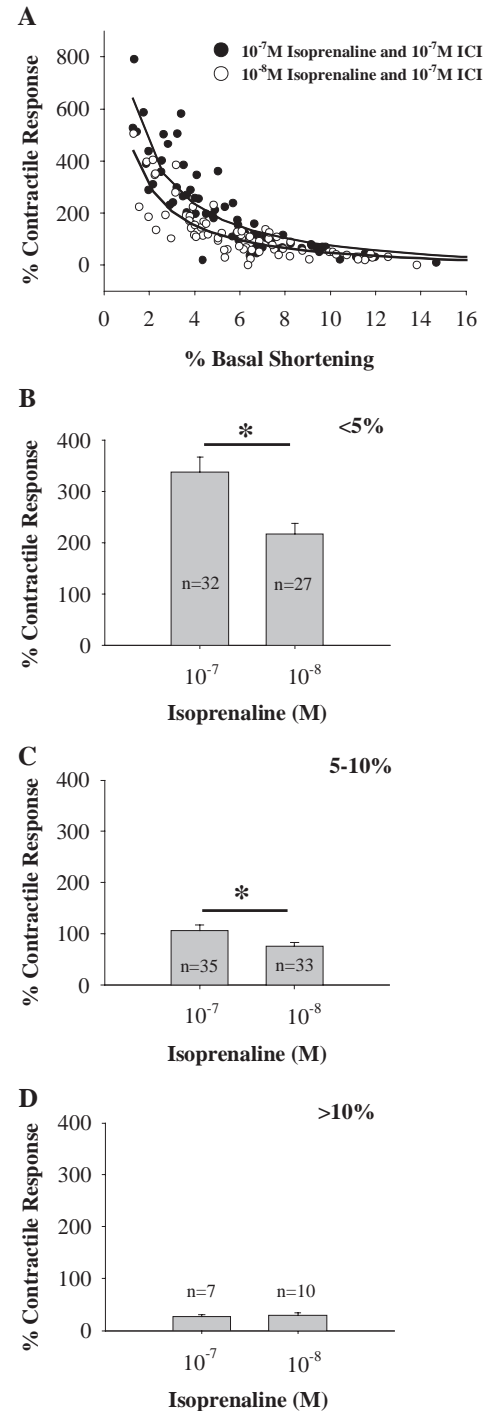 A
10⁻⁷M Isoprenaline and 10⁻⁷M ICI
10⁻⁸M Isoprenaline and 10⁻⁷M ICI
% Contractile Response
800
600
400
200
0
0 2 4 6 8 10 12 14 16
% Basal Shortening
B
<5%
*
% Contractile Response
400
300
200
100
0
n=32 n=27
10⁻⁷ 10⁻⁸
Isoprenaline (M)
C
5-10%
*
% Contractile Response
400
300
200
100
0
n=35 n=33
10⁻⁷ 10⁻⁸
Isoprenaline (M)
D
>10%
% Contractile Response
400
300
200
100
0
n=7 n=10
10⁻⁷ 10⁻⁸
Isoprenaline (M)